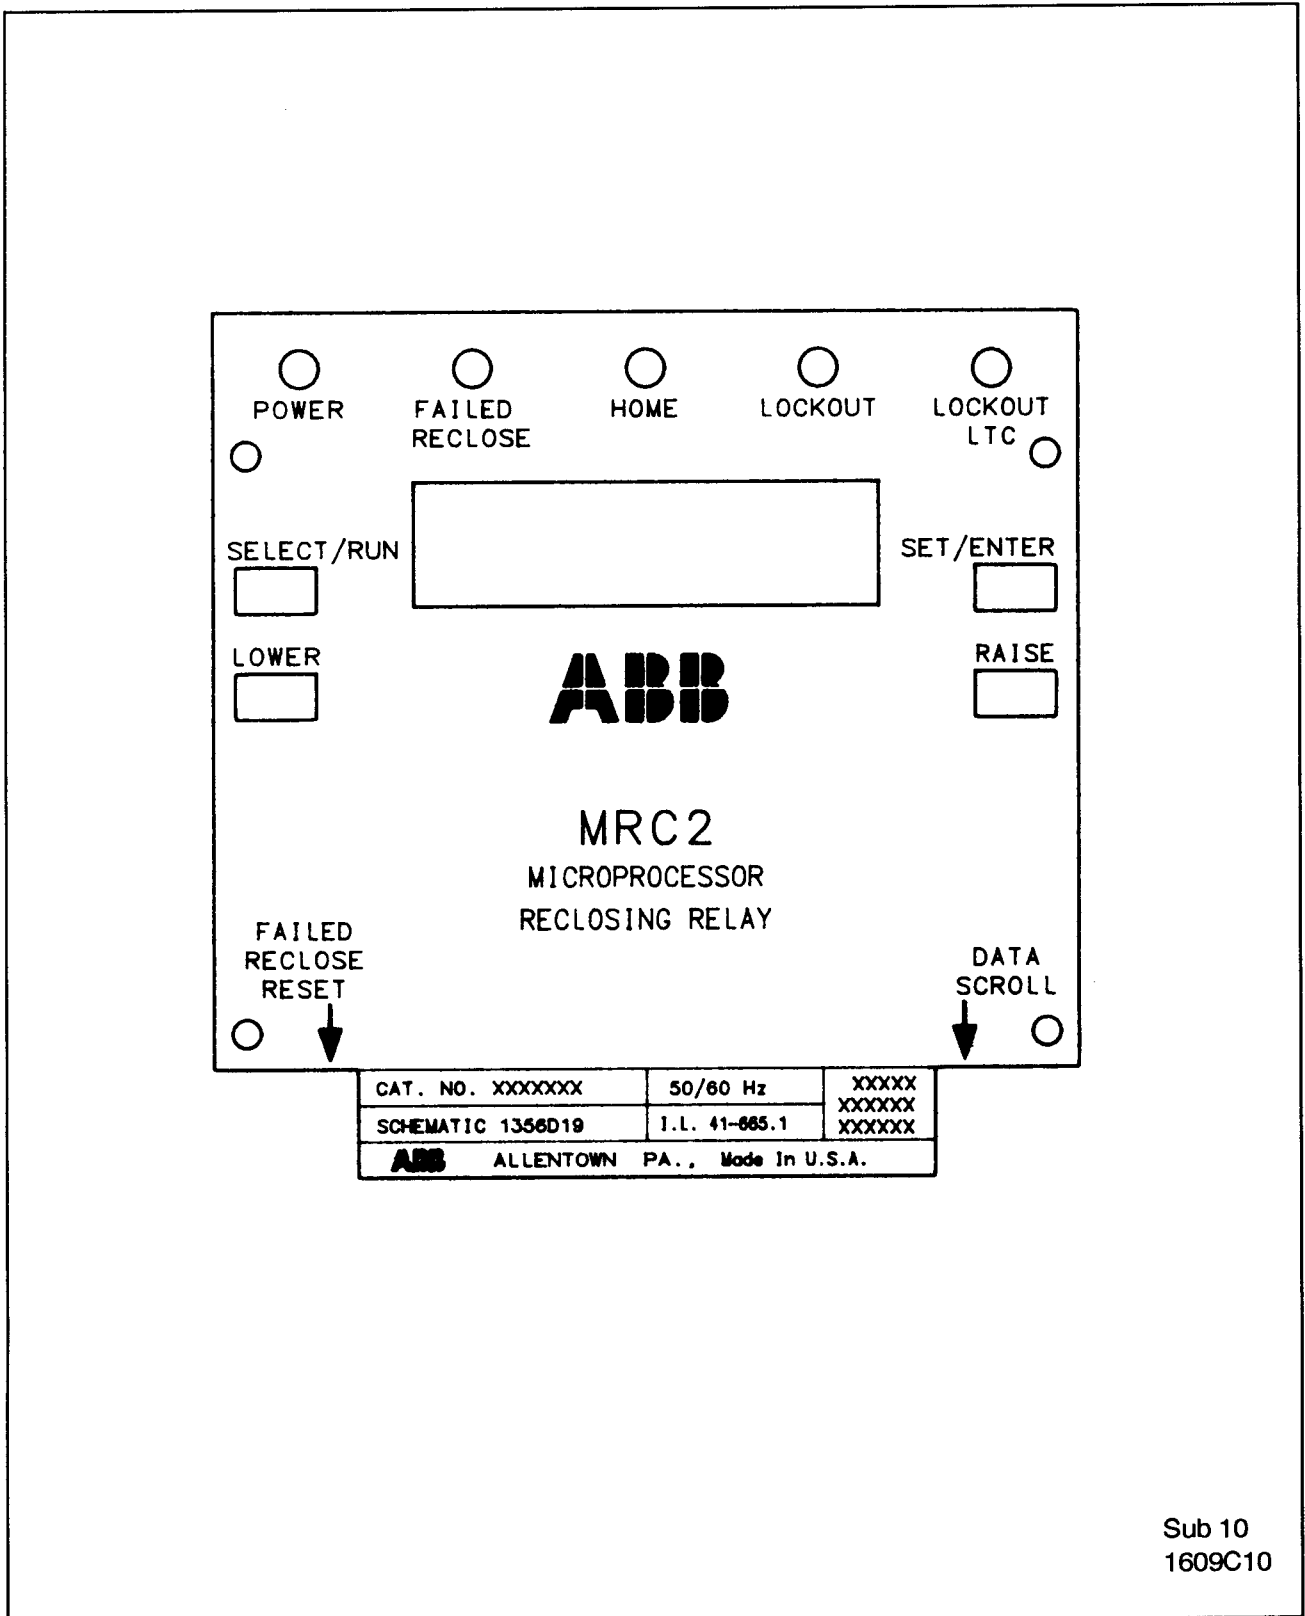 POWER
FAILED
RECLOSE
HOME
LOCKOUT
LOCKOUT
LTC
SELECT/RUN
SET/ENTER
LOWER
RAISE
ABB
MRC2
MICROPROCESSOR
RECLOSING RELAY
FAILED
RECLOSE
RESET
DATA
SCROLL
CAT. NO. XXXXXXX
50/60 Hz
XXXXX
XXXXXX
XXXXXX
SCHEMATIC 1356D19
I.L. 41-665.1
ABB ALLENTOWN PA., Made In U.S.A.
Sub 10
1609C10